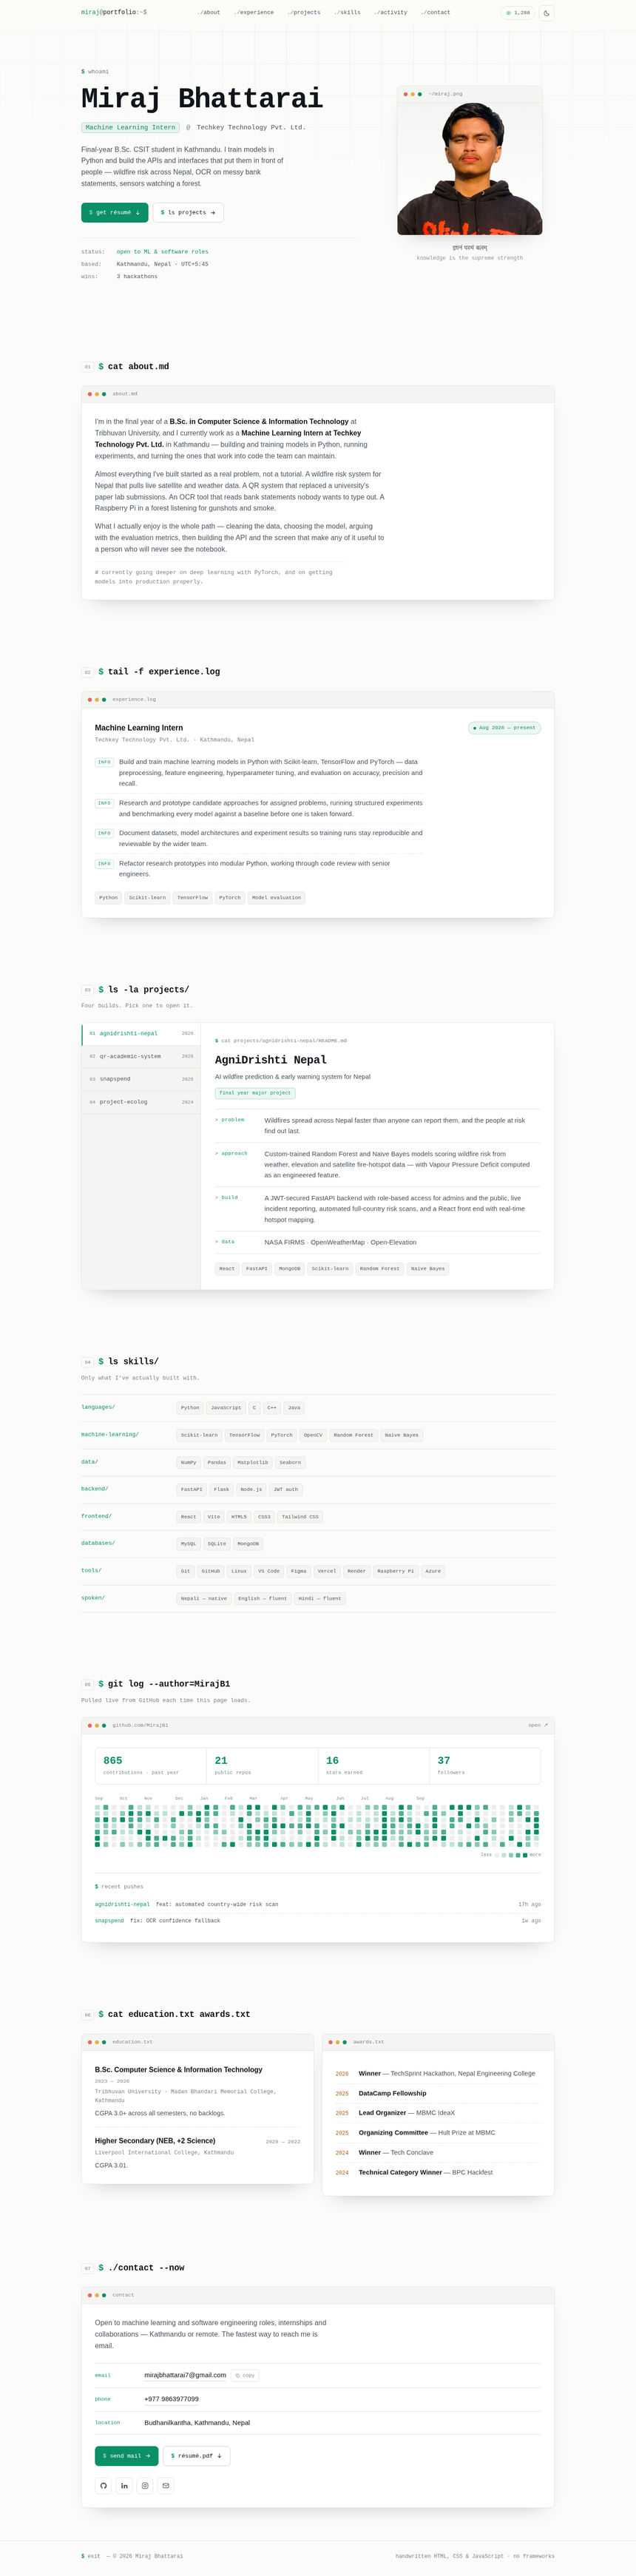 miraj@portfolio:~$
./about ./experience ./projects ./skills ./activity ./contact
1,208
$ whoami
Miraj Bhattarai
Machine Learning Intern @ Techkey Technology Pvt. Ltd.
Final-year B.Sc. CSIT student in Kathmandu. I train models in
Python and build the APIs and interfaces that put them in front of
people — wildfire risk across Nepal, OCR on messy bank
statements, sensors watching a forest.
$ get résumé ↓
$ ls projects →
status: open to ML & software roles
based: Kathmandu, Nepal · UTC+5:45
wins: 3 hackathons
~/miraj.png
ज्ञानं परमं बलम्
knowledge is the supreme strength
01 $ cat about.md
about.md
I'm in the final year of a B.Sc. in Computer Science & Information Technology at
Tribhuvan University, and I currently work as a Machine Learning Intern at Techkey
Technology Pvt. Ltd. in Kathmandu — building and training models in Python, running
experiments, and turning the ones that work into code the team can maintain.
Almost everything I've built started as a real problem, not a tutorial. A wildfire system for
Nepal that pulls live satellite and weather data. A QR system that replaced a university's
paper lab submissions. An OCR tool that reads bank statements nobody wants to type out. A
Raspberry Pi in a forest listening for gunshots and smoke.
What I actually enjoy is the whole path — cleaning the data, choosing the model, arguing
with the evaluation metrics, then building the API and the screen that make any of it useful to
a person who will never see the notebook.
# currently going deeper on deep learning with PyTorch, and on getting
models into production properly.
02 $ tail -f experience.log
experience.log
Machine Learning Intern
Aug 2026 — present
Techkey Technology Pvt. Ltd. · Kathmandu, Nepal
INFO Build and train machine learning models in Python with Scikit-learn, TensorFlow and PyTorch — data
preprocessing, feature engineering, hyperparameter tuning, and evaluation on accuracy, precision and
recall.
INFO Research and prototype candidate approaches for assigned problems, running structured experiments
and benchmarking every model against a baseline before one is taken forward.
INFO Document datasets, model architectures and experiment results so training runs stay reproducible and
reviewable by the wider team.
INFO Refactor research prototypes into modular Python, working through code review with senior
engineers.
Python Scikit-learn TensorFlow PyTorch Model evaluation
03 $ ls -la projects/
Four builds. Pick one to open it.
01 agnidrishti-nepal 2026
02 qr-academic-system 2026
03 snapspend 2025
04 project-ecolog 2024
$ cat projects/agnidrishti-nepal/README.md
AgniDrishti Nepal
AI wildfire prediction & early warning system for Nepal
final year major project
> problem Wildfires spread across Nepal faster than anyone can report them, and the people at risk
find out last.
> approach Custom-trained Random Forest and Naive Bayes models scoring wildfire risk from
weather, elevation and satellite fire-hotspot data — with Vapour Pressure Deficit computed
as an engineered feature.
> build A JWT-secured FastAPI backend with role-based access for admins and the public, live
incident reporting, automated full-country risk scans, and a React front end with real-time
hotspot mapping.
> data NASA FIRMS · OpenWeatherMap · Open-Elevation
React FastAPI MongoDB Scikit-learn Random Forest Naive Bayes
04 $ ls skills/
Only what I've actually built with.
languages/ Python JavaScript C C++ Java
machine-learning/ Scikit-learn TensorFlow PyTorch OpenCV Random Forest Naive Bayes
data/ NumPy Pandas Matplotlib Seaborn
backend/ FastAPI Flask Node.js JWT auth
frontend/ React Vite HTML5 CSS3 Tailwind CSS
databases/ MySQL SQLite MongoDB
tools/ Git GitHub Linux VS Code Figma Vercel Render Raspberry Pi Azure
spoken/ Nepali — native English — fluent Hindi — fluent
05 $ git log --author=MirajB1
Pulled live from GitHub each time this page loads.
github.com/MirajB1 open ↗
865 21 16 37
contributions · past year public repos stars earned followers
Sep Oct Nov Dec Jan Feb Mar Apr May Jun Jul Aug Sep
less more
$ recent pushes
agnidrishti-nepal feat: automated country-wide risk scan 17h ago
snapspend fix: OCR confidence fallback 1w ago
06 $ cat education.txt awards.txt
education.txt
B.Sc. Computer Science & Information Technology
2023 — 2026
Tribhuvan University · Madan Bhandari Memorial College,
Kathmandu
CGPA 3.0+ across all semesters, no backlogs.
Higher Secondary (NEB, +2 Science) 2020 — 2022
Liverpool International College, Kathmandu
CGPA 3.01.
awards.txt
2026 Winner — TechSprint Hackathon, Nepal Engineering College
2025 DataCamp Fellowship
2025 Lead Organizer — MBMC IdeaX
2025 Organizing Committee — Hult Prize at MBMC
2024 Winner — Tech Conclave
2024 Technical Category Winner — BPC Hackfest
07 $ ./contact --now
contact
Open to machine learning and software engineering roles, internships and
collaborations — Kathmandu or remote. The fastest way to reach me is
email.
email mirajbhattarai7@gmail.com copy
phone +977 9863977099
location Budhanilkantha, Kathmandu, Nepal
$ send mail →
$ résumé.pdf ↓
$ exit — © 2026 Miraj Bhattarai
handwritten HTML, CSS & JavaScript · no frameworks